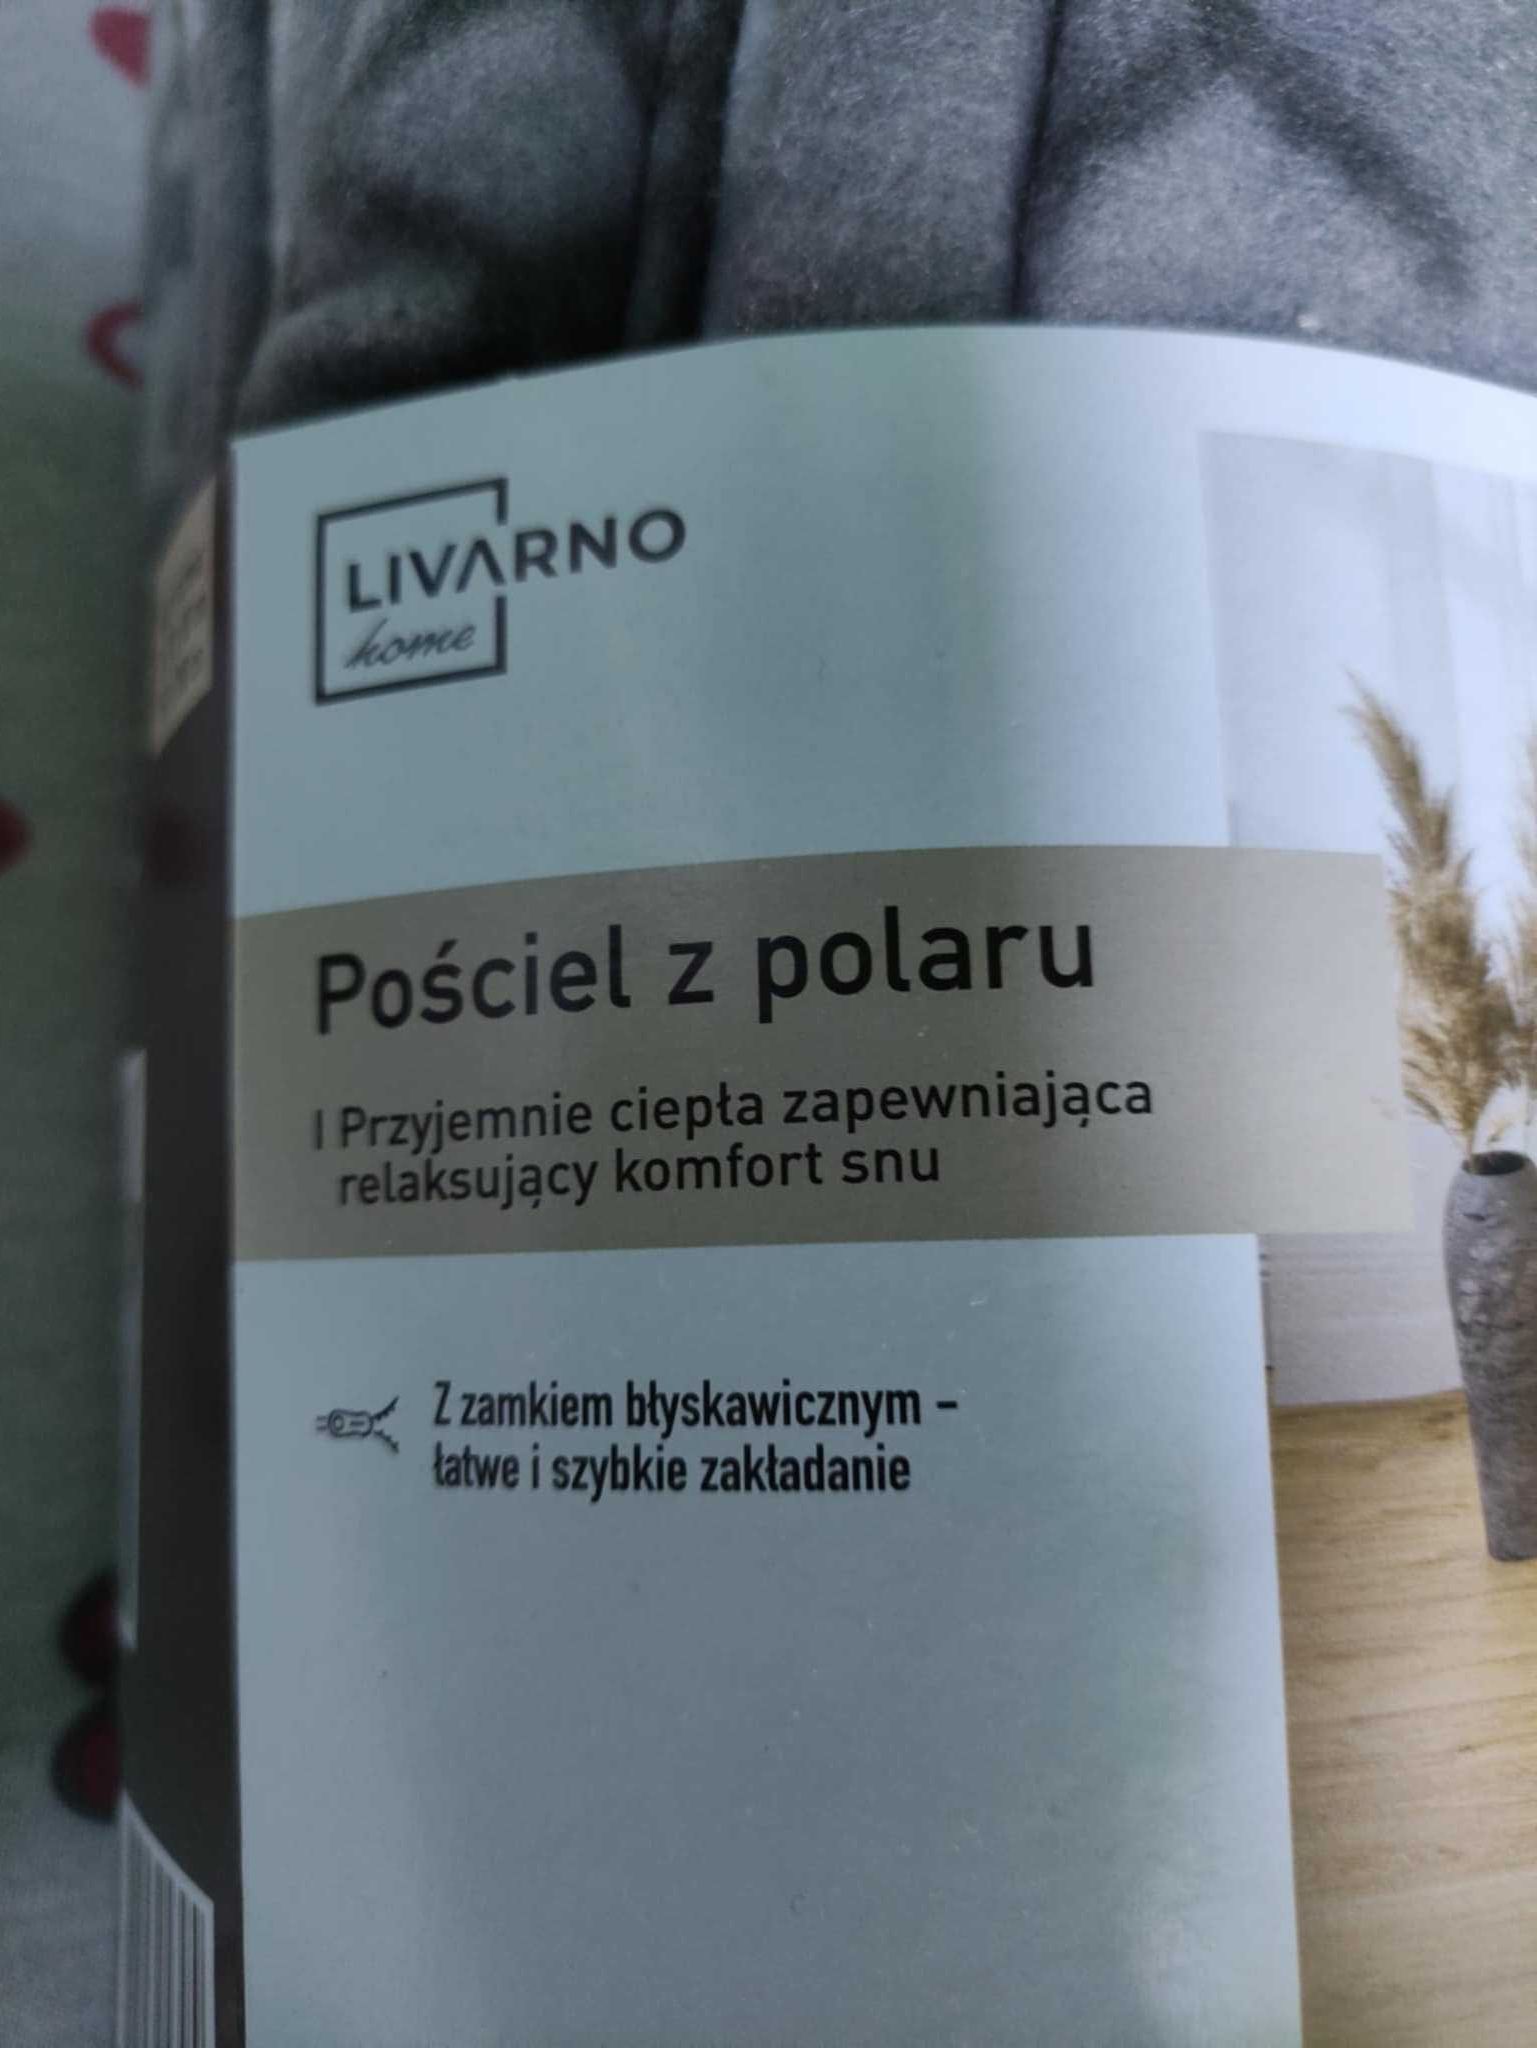 LIVARNO
home
Pościel z polaru
| Przyjemnie ciepła zapewniająca
relaksujący komfort snu
Z zamkiem błyskawicznym –
łatwe i szybkie zakładanie